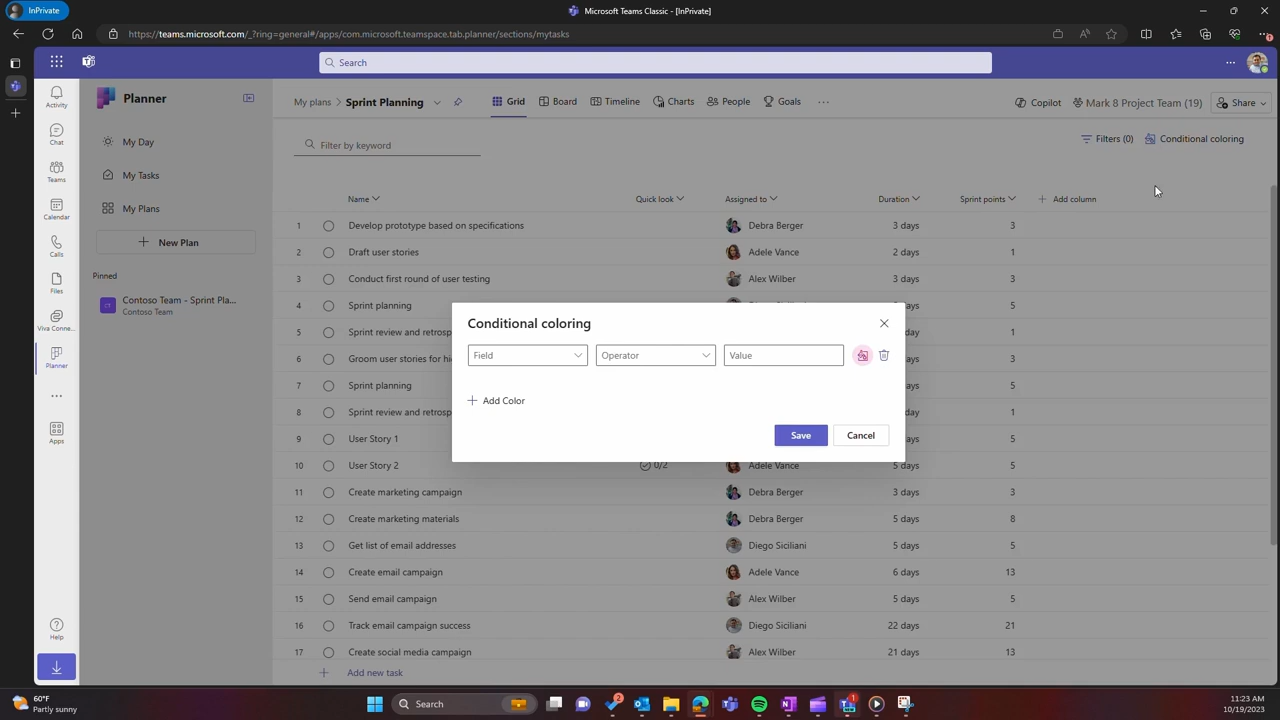 InPrivate
Microsoft Teams Classic - [InPrivate]
https://teams.microsoft.com/_?ring=general#/apps/com.microsoft.teamspace.tab.planner/sections/mytasks
Search
Activity
Chat
Teams
Calendar
Calls
Files
Viva Conne...
Planner
Apps
Help
Planner
My Day
My Tasks
My Plans
New Plan
Pinned
CT
Contoso Team - Sprint Pla...
Contoso Team
My plans > Sprint Planning
Grid
Board
Timeline
Charts
People
Goals
Copilot
Mark 8 Project Team (19)
Share
Filter by keyword
Filters (0)
Conditional coloring
Name Quick look Assigned to Duration Sprint points Add column
1 Develop prototype based on specifications Debra Berger 3 days 3
2 Draft user stories Adele Vance 2 days 1
3 Conduct first round of user testing Alex Wilber 3 days 3
4 Sprint planning 5
5 Sprint review and retrosp 1
6 Groom user stories for hi 3
7 Sprint planning 5
8 Sprint review and retrosp 1
9 User Story 1 5
10 User Story 2 0/2 Adele Vance 5 days 5
11 Create marketing campaign Debra Berger 3 days 3
12 Create marketing materials Debra Berger 5 days 8
13 Get list of email addresses Diego Siciliani 5 days 5
14 Create email campaign Adele Vance 6 days 13
15 Send email campaign Alex Wilber 5 days 5
16 Track email campaign success Diego Siciliani 22 days 21
17 Create social media campaign Alex Wilber 21 days 13
Add new task
Conditional coloring
Field
Operator
Value
Add Color
Save
Cancel
60°F
Partly sunny
Search
2
1
11:23 AM
10/19/2023